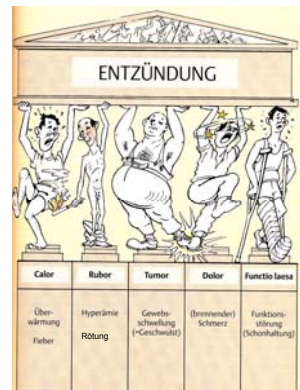 ENTZÜNDUNG
Calor
Rubor
Tumor
Dolor
Functio laesa
Über-
wärmung
Fieber
Hyperämie
Rötung
Gewebs-
schwellung
(=Geschwulst)
(brennender)
Schmerz
Funktions-
störung
(Schonhaltung)